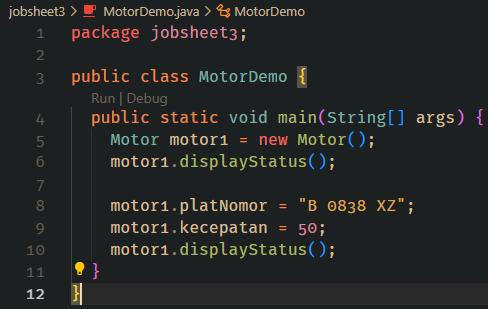 jobsheet3 > MotorDemo.java > MotorDemo
1 package jobsheet3;
2
3 public class MotorDemo {
Run | Debug
4 public static void main(String[] args) {
5 Motor motor1 = new Motor();
6 motor1.displayStatus();
7
8 motor1.platNomor = "B 0838 XZ";
9 motor1.kecepatan = 50;
10 motor1.displayStatus();
11 }
12 }